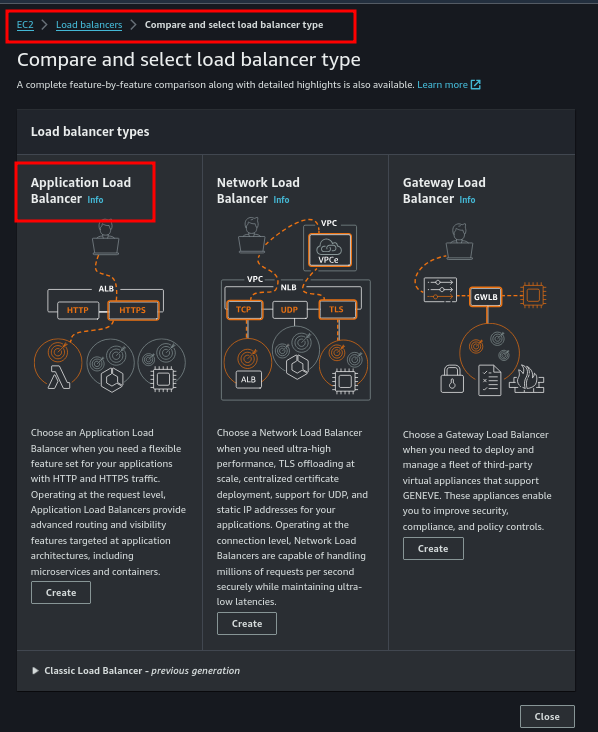 EC2 > Load balancers > Compare and select load balancer type
Compare and select load balancer type
A complete feature-by-feature comparison along with detailed highlights is also available. Learn more
Load balancer types
Application Load
Balancer Info
ALB
HTTP
HTTPS
Choose an Application Load
Balancer when you need a flexible
feature set for your applications
with HTTP and HTTPS traffic.
Operating at the request level,
Application Load Balancers provide
advanced routing and visibility
features targeted at application
architectures, including
microservices and containers.
Create
Network Load
Balancer Info
VPC
VPCe
VPC
NLB
TCP
UDP
TLS
ALB
Choose a Network Load Balancer
when you need ultra-high
performance, TLS offloading at
scale, centralized certificate
deployment, support for UDP, and
static IP addresses for your
applications. Operating at the
connection level, Network Load
Balancers are capable of handling
millions of requests per second
securely while maintaining ultra-
low latencies.
Create
Gateway Load
Balancer Info
GWLB
Choose a Gateway Load Balancer
when you need to deploy and
manage a fleet of third-party
virtual appliances that support
GENEVE. These appliances enable
you to improve security,
compliance, and policy controls.
Create
Classic Load Balancer - previous generation
Close